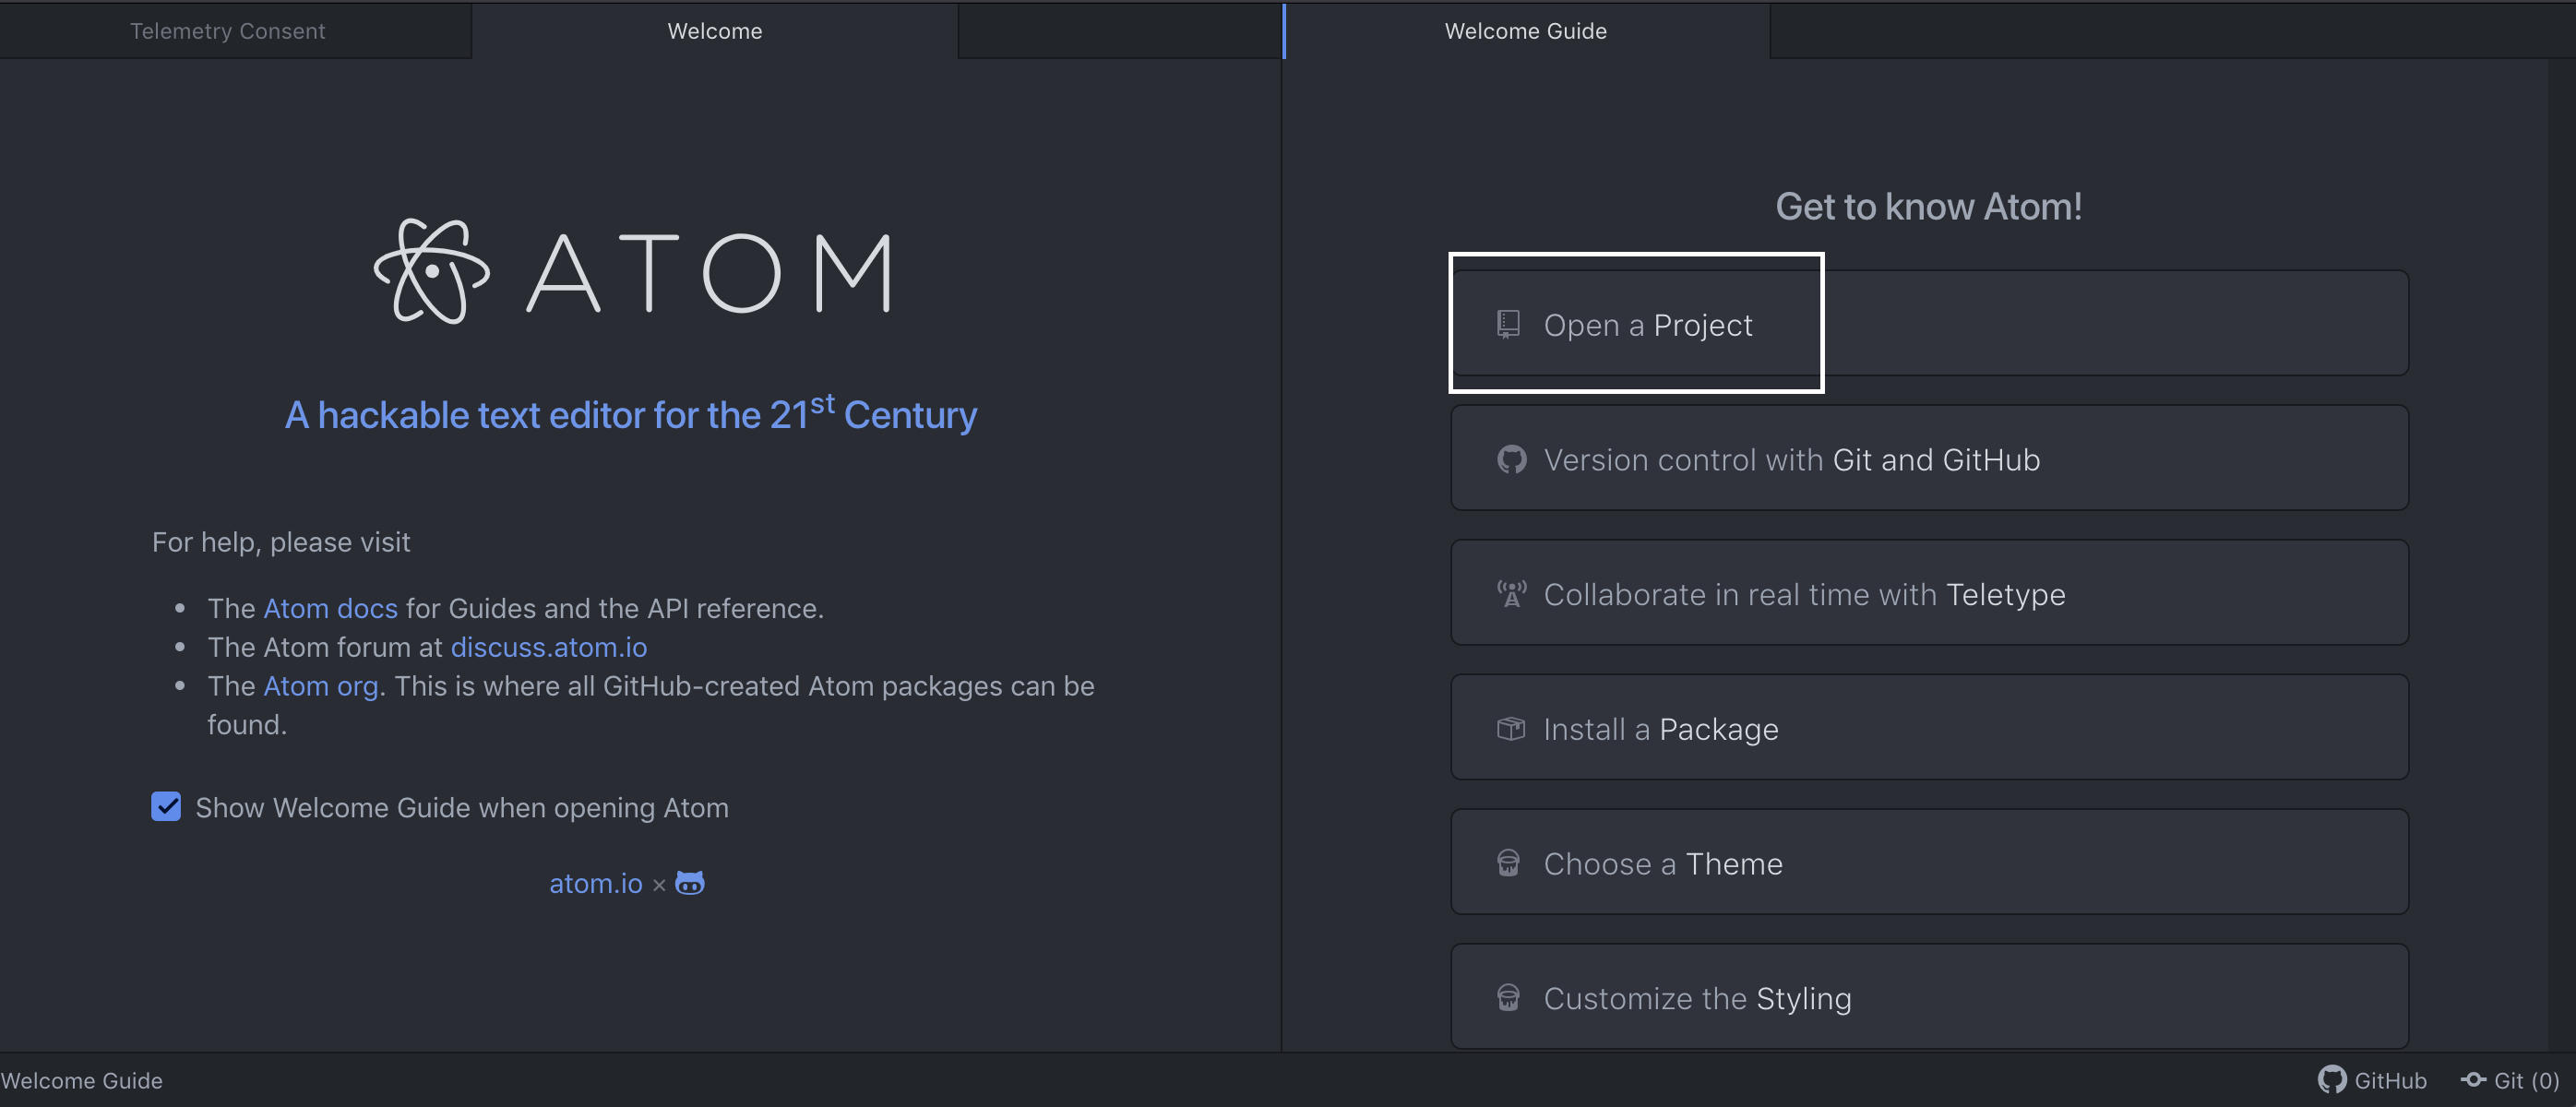 Telemetry Consent
Welcome
Welcome Guide
ATOM
A hackable text editor for the 21st Century
For help, please visit
• The Atom docs for Guides and the API reference.
• The Atom forum at discuss.atom.io
• The Atom org. This is where all GitHub-created Atom packages can be
found.
Show Welcome Guide when opening Atom
atom.io ×
Get to know Atom!
Open a Project
Version control with Git and GitHub
Collaborate in real time with Teletype
Install a Package
Choose a Theme
Customize the Styling
Welcome Guide
GitHub
Git (0)